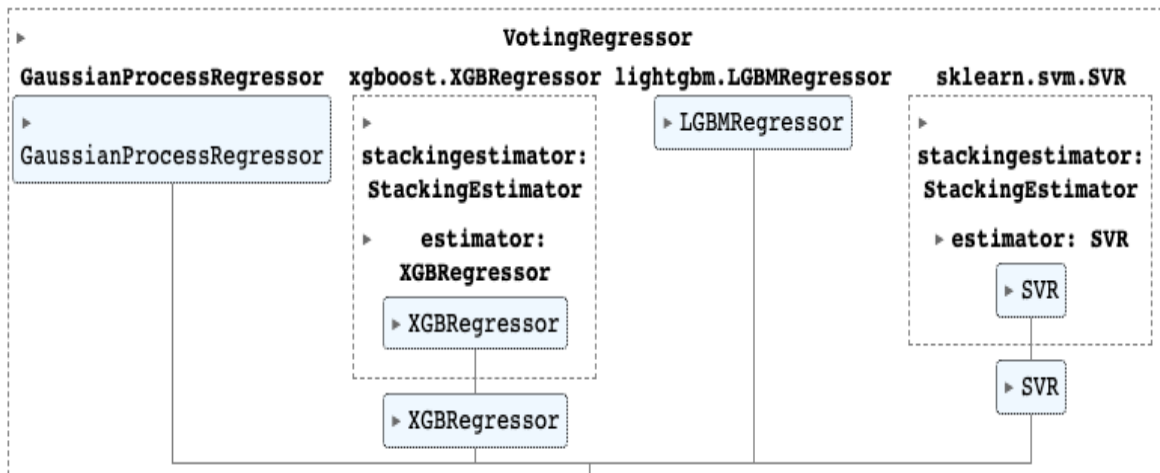 VotingRegressor
GaussianProcessRegressor xgboost.XGBRegressor lightgbm.LGBMRegressor sklearn.svm.SVR
GaussianProcessRegressor
stackingestimator:
StackingEstimator
estimator:
XGBRegressor
XGBRegressor
XGBRegressor
LGBMRegressor
stackingestimator:
StackingEstimator
estimator: SVR
SVR
SVR